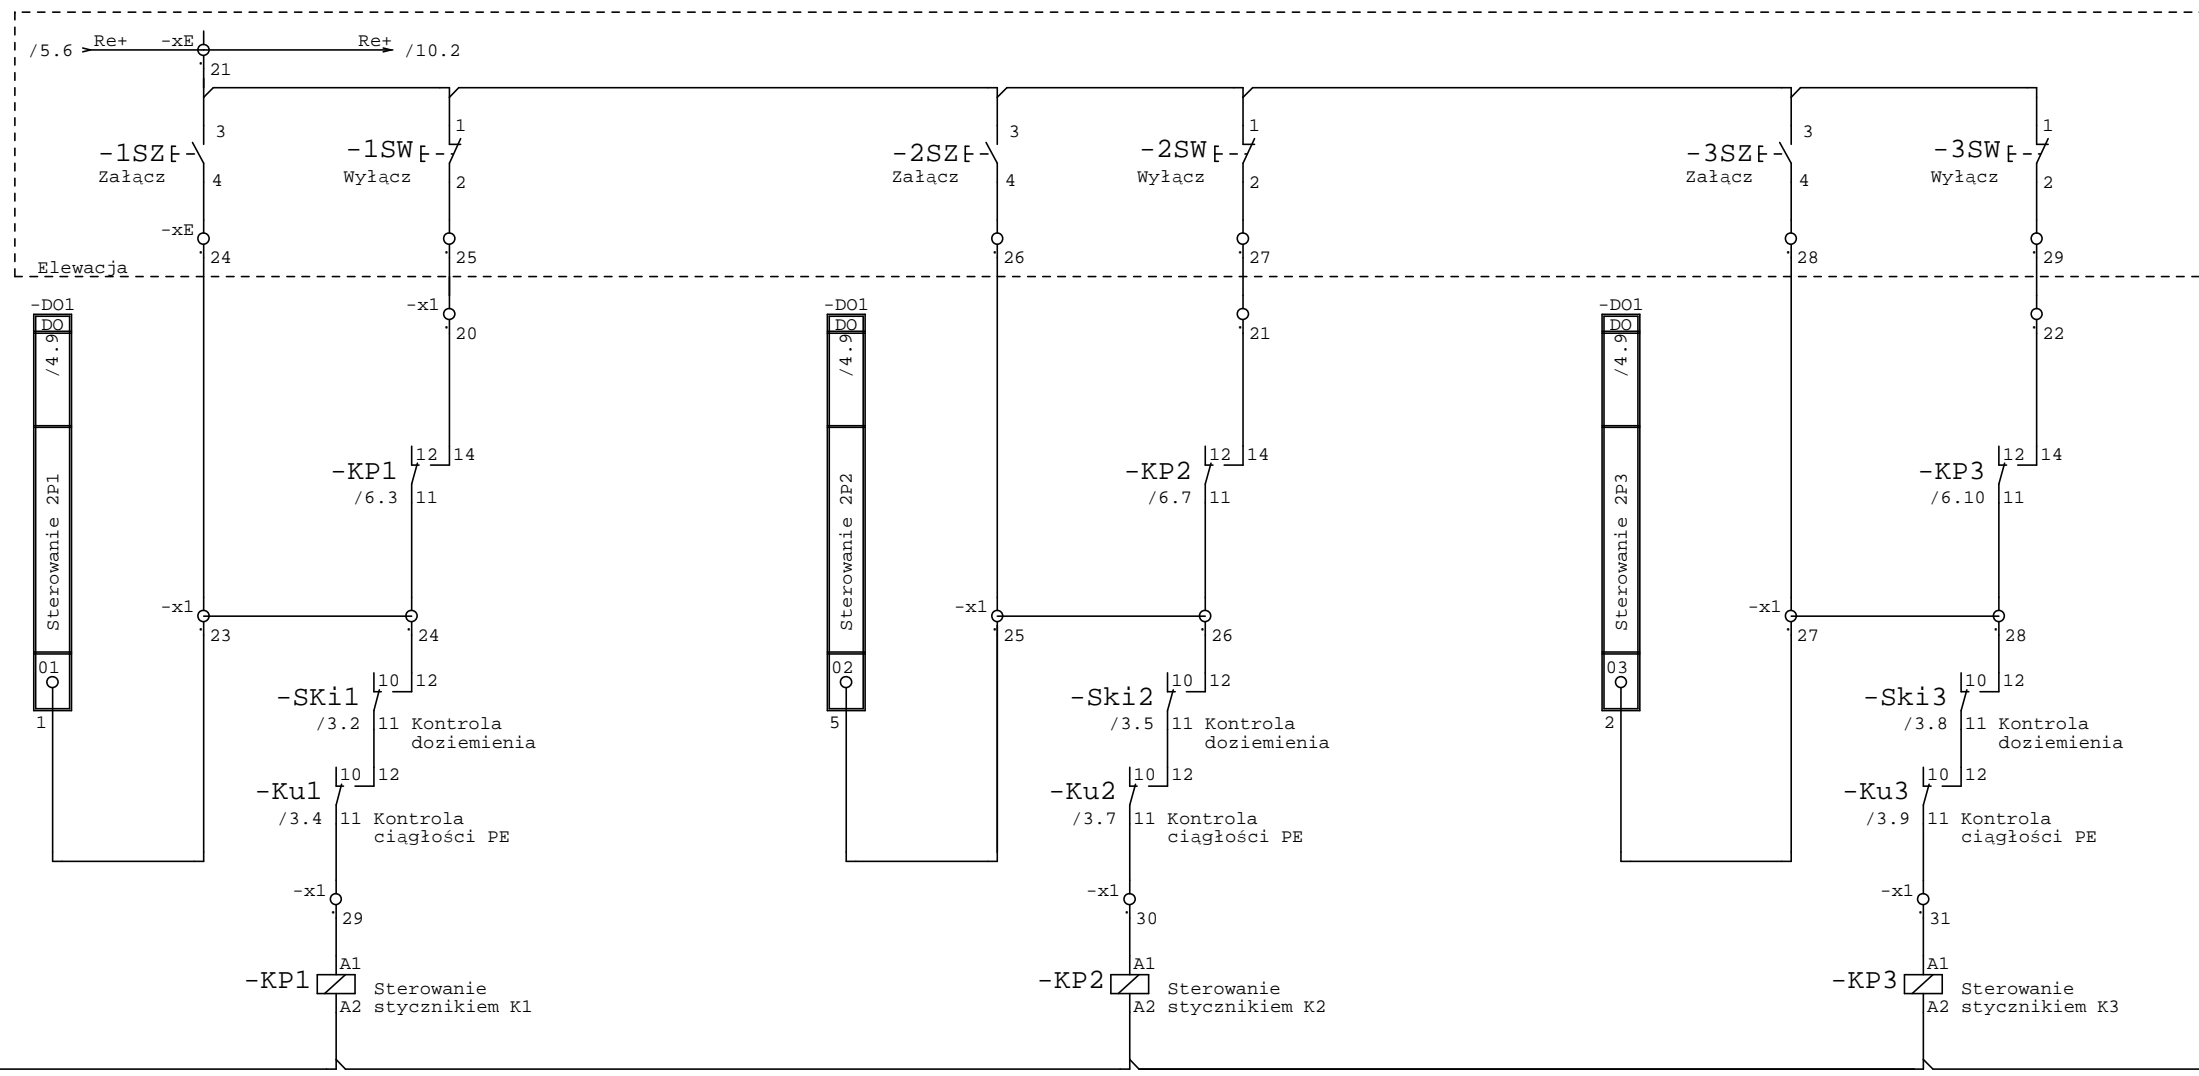 /5.6 Re+ -xE Re+ /10.2
21
3 1 3 1 3 1
-1SZ -1SW -2SZ -2SW -3SZ -3SW
Załącz Wyłącz Załącz Wyłącz Załącz Wyłącz
4 2 4 2 4 2
-xE
24 25 26 27 28 29
Elewacja
-DO1 -x1 -DO1 -DO1
DO 20 DO 21 DO 22
/4.9 /4.9 /4.9
12 14 12 14 12 14
-KP1 -KP2 -KP3
/6.3 11 /6.7 11 /6.10 11
Sterowanie 2P1 Sterowanie 2P2 Sterowanie 2P3
-x1 -x1 -x1
23 24 25 26 27 28
01 02 03
10 12 10 12 10 12
-SKi1 -Ski2 -Ski3
1 /3.2 11 Kontrola 5 /3.5 11 Kontrola 2 /3.8 11 Kontrola
doziemienia doziemienia doziemienia
10 12 10 12 10 12
-Ku1 -Ku2 -Ku3
/3.4 11 Kontrola /3.7 11 Kontrola /3.9 11 Kontrola
ciągłości PE ciągłości PE ciągłości PE
-x1 -x1 -x1
29 30 31
A1 A1 A1
-KP1 -KP2 -KP3
Sterowanie Sterowanie Sterowanie
A2 stycznikiem K1 A2 stycznikiem K2 A2 stycznikiem K3